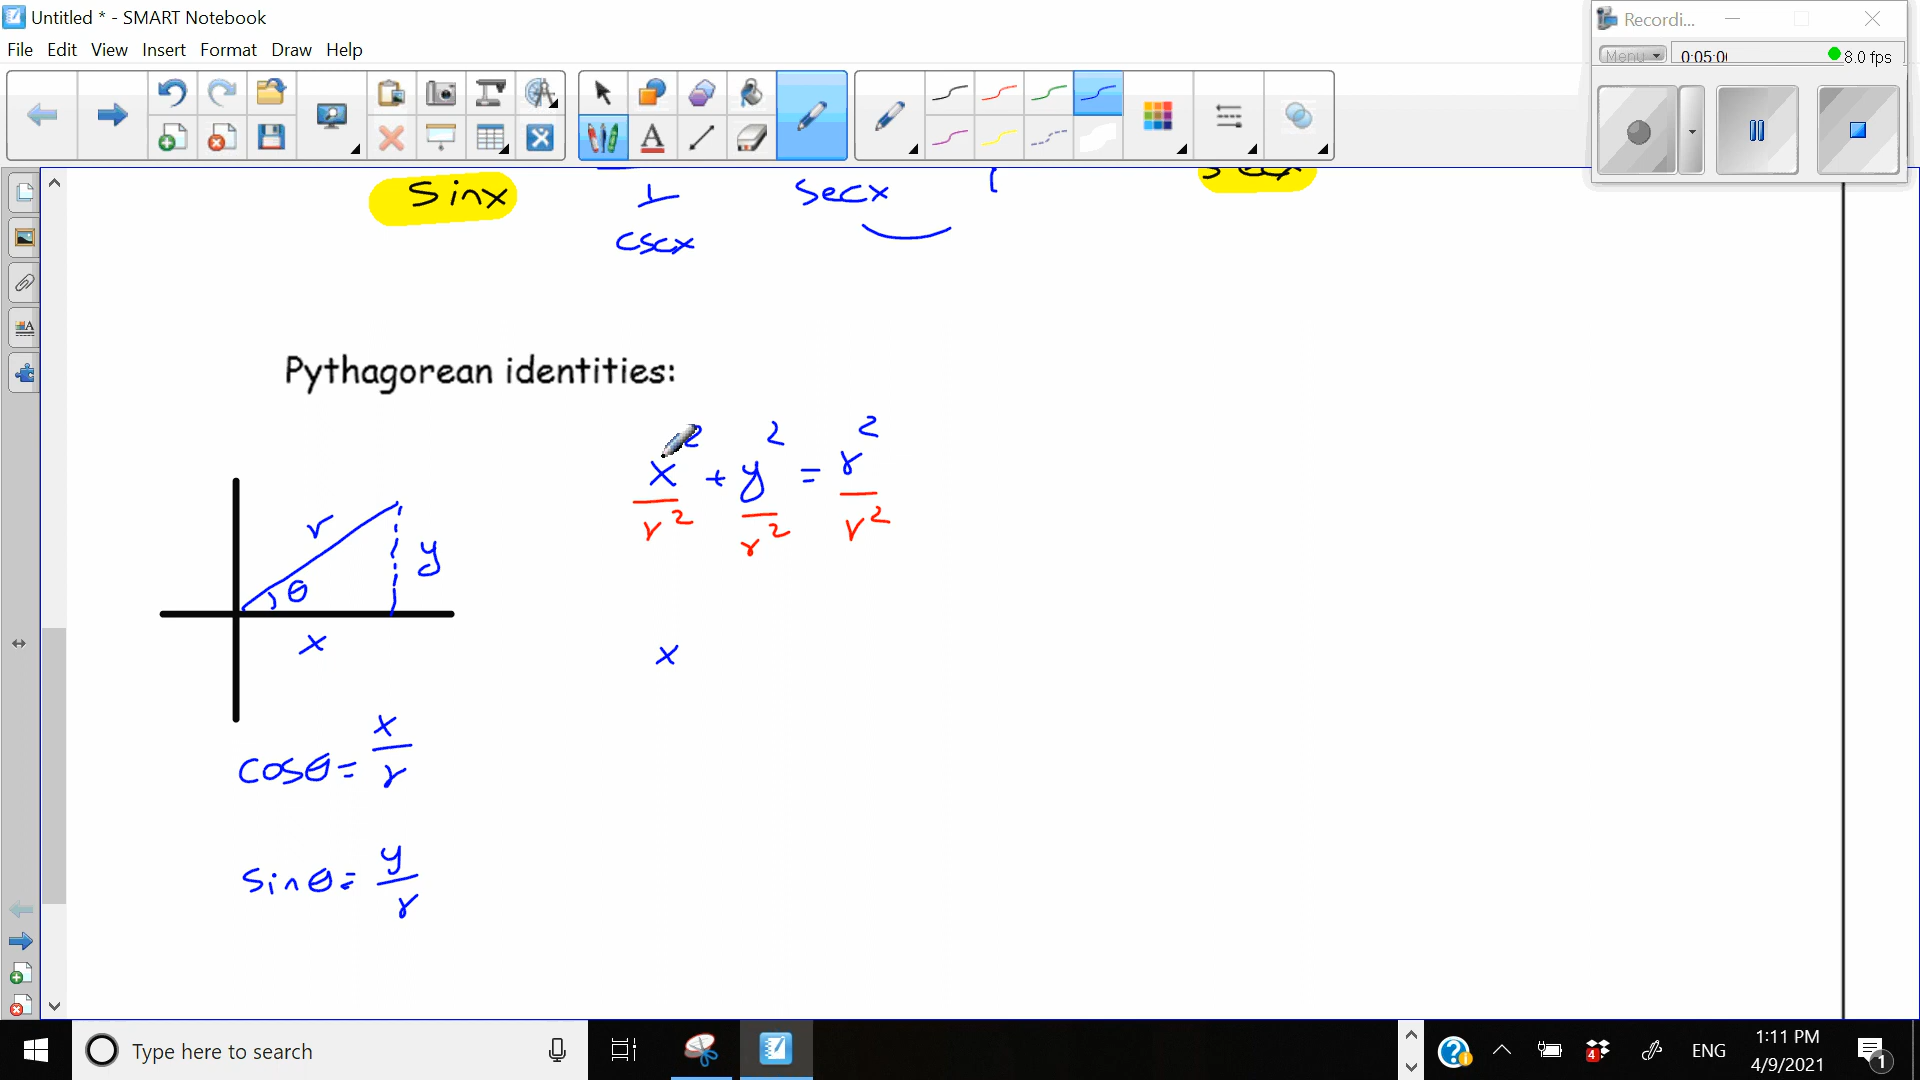 Untitled * - SMART Notebook
Recordi...
File Edit View Insert Format Draw Help
Menu 0:05:0 8.0 fps
Sinx 1 secx
cscx
Pythagorean identities:
x² + y² = r²
r² r² r²
r
y
θ
x
x
cosθ = x/r
sinθ = y/r
Type here to search
ENG
1:11 PM
4/9/2021
4
1